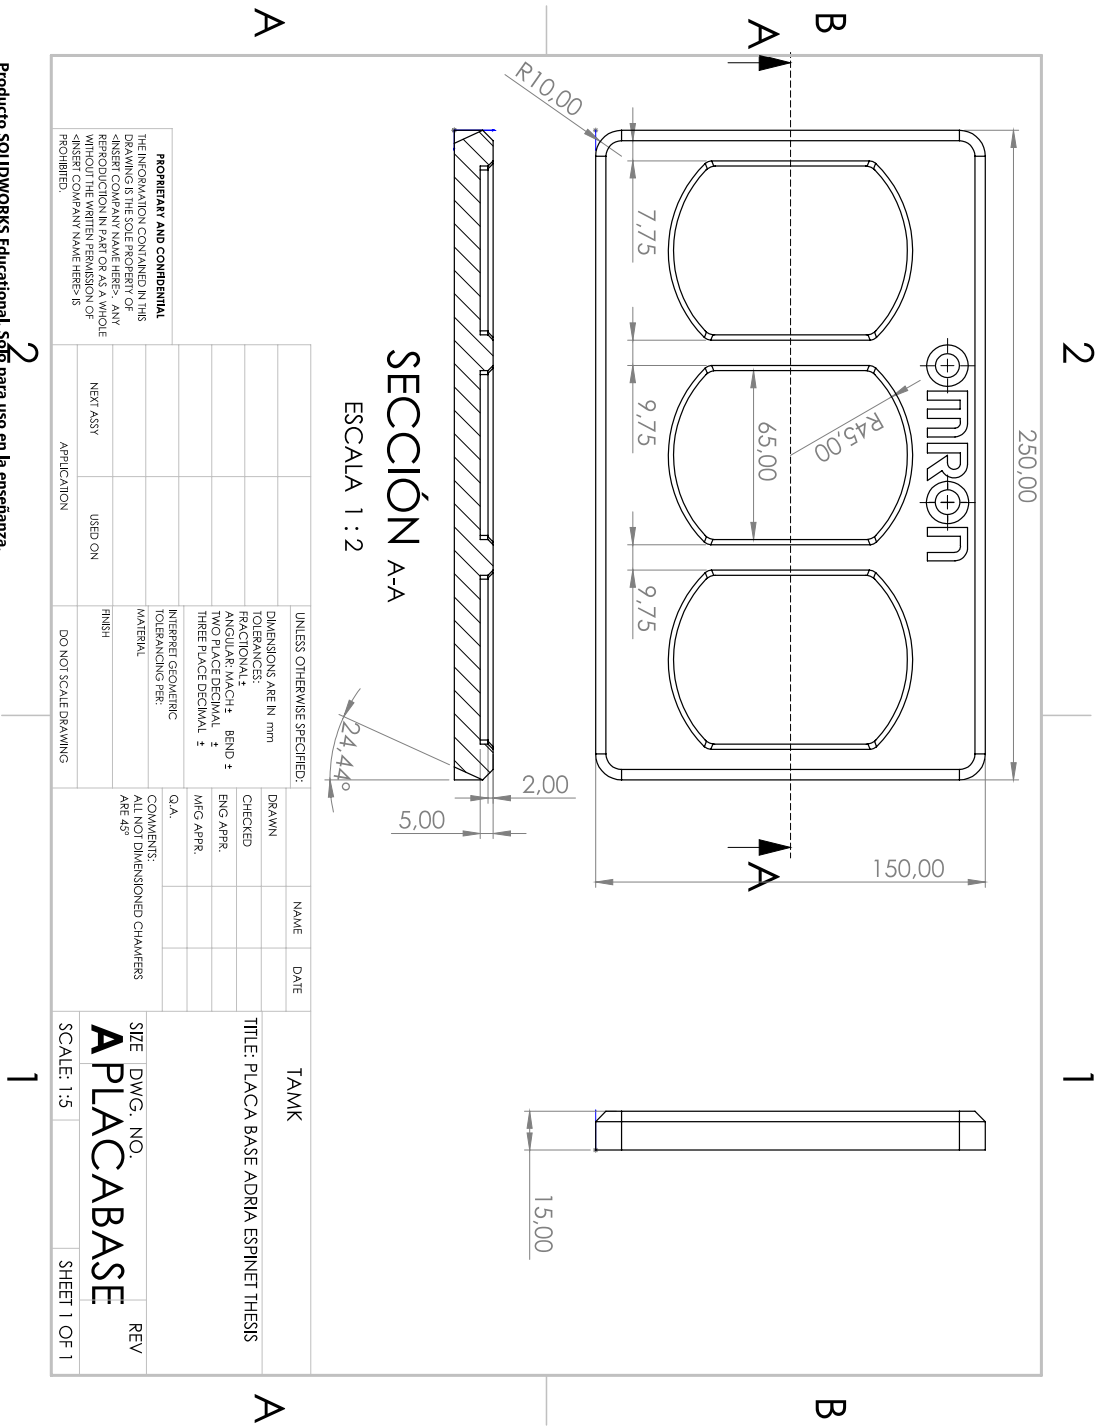 2
1
B
B
A
A
2
1
A
A
250,00
150,00
R10,00
7,75
9,75
9,75
65,00
R45,00
OMRON
15,00
2,00
5,00
24,44°
SECCIÓN A-A
ESCALA 1 : 2
PROPRIETARY AND CONFIDENTIAL
THE INFORMATION CONTAINED IN THIS
DRAWING IS THE SOLE PROPERTY OF
<INSERT COMPANY NAME HERE>. ANY
REPRODUCTION IN PART OR AS A WHOLE
WITHOUT THE WRITTEN PERMISSION OF
<INSERT COMPANY NAME HERE> IS
PROHIBITED.
NEXT ASSY
USED ON
APPLICATION
UNLESS OTHERWISE SPECIFIED:
DIMENSIONS ARE IN mm
TOLERANCES:
FRACTIONAL ±
ANGULAR: MACH ± BEND ±
TWO PLACE DECIMAL ±
THREE PLACE DECIMAL ±
INTERPRET GEOMETRIC
TOLERANCING PER:
MATERIAL
FINISH
DO NOT SCALE DRAWING
NAME
DATE
DRAWN
CHECKED
ENG APPR.
MFG APPR.
Q.A.
COMMENTS:
ALL NOT DIMENSIONED CHAMFERS
ARE 45º
TAMK
TITLE: PLACA BASE ADRIA ESPINET THESIS
SIZE
DWG. NO.
REV
A
PLACABASE
SCALE: 1:5
SHEET 1 OF 1
A
A
Producto SOLIDWORKS Educational. Solo para uso en la enseñanza.